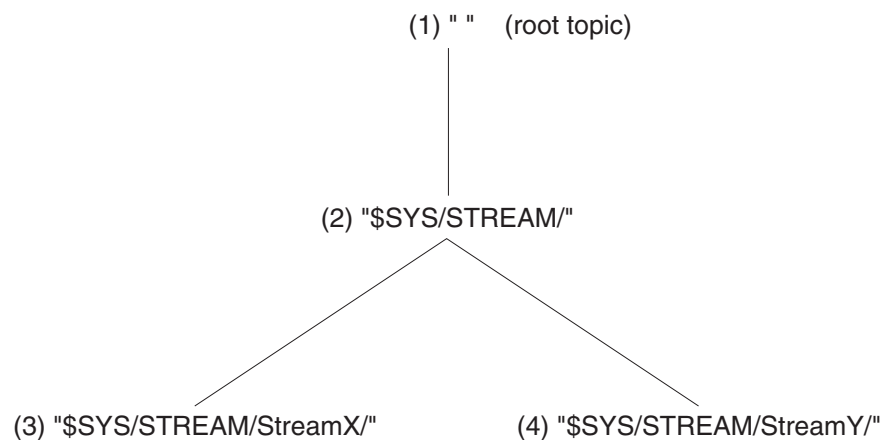 (1) " " (root topic)
(2) "$SYS/STREAM/"
(3) "$SYS/STREAM/StreamX/"
(4) "$SYS/STREAM/StreamY/"